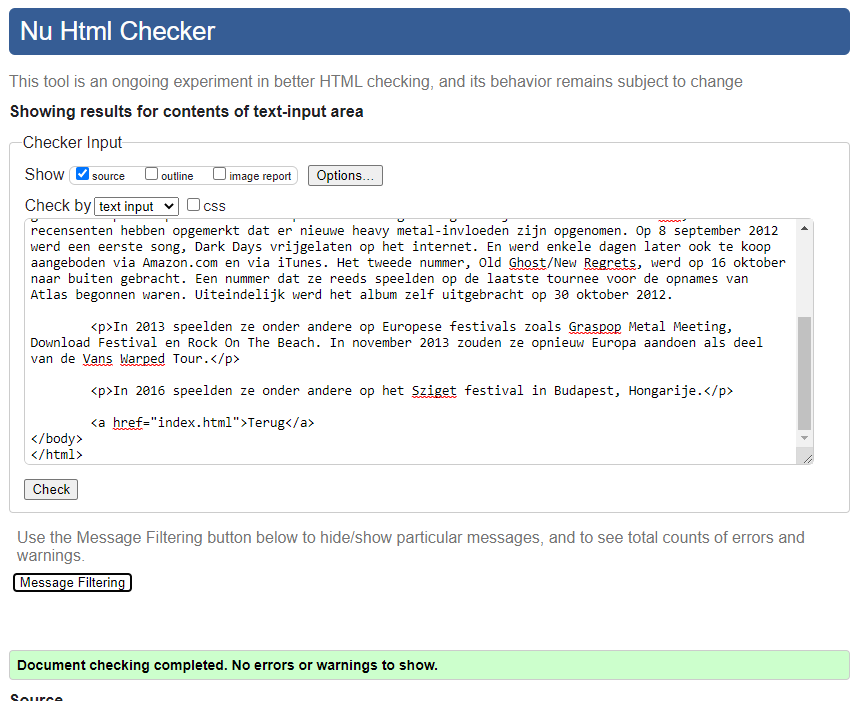 Nu Html Checker
This tool is an ongoing experiment in better HTML checking, and its behavior remains subject to change
Showing results for contents of text-input area
Checker Input
Show source outline image report Options...
Check by text input css
recensenten hebben opgemerkt dat er nieuwe heavy metal-invloeden zijn opgenomen. Op 8 september 2012
werd een eerste song, Dark Days vrijgelaten op het internet. En werd enkele dagen later ook te koop
aangeboden via Amazon.com en via iTunes. Het tweede nummer, Old Ghost/New Regrets, werd op 16 oktober
naar buiten gebracht. Een nummer dat ze reeds speelden op de laatste tournee voor de opnames van
Atlas begonnen waren. Uiteindelijk werd het album zelf uitgebracht op 30 oktober 2012.
<p>In 2013 speelden ze onder andere op Europese festivals zoals Graspop Metal Meeting,
Download Festival en Rock On The Beach. In november 2013 zouden ze opnieuw Europa aandoen als deel
van de Vans Warped Tour.</p>
<p>In 2016 speelden ze onder andere op het Sziget festival in Budapest, Hongarije.</p>
<a href="index.html">Terug</a>
</body>
</html>
Check
Use the Message Filtering button below to hide/show particular messages, and to see total counts of errors and
warnings.
Message Filtering
Document checking completed. No errors or warnings to show.
Source